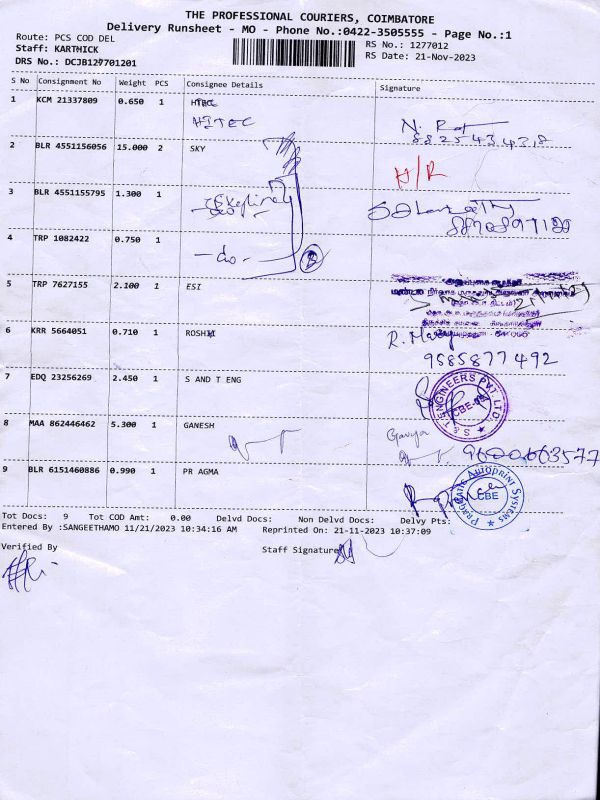 THE PROFESSIONAL COURIERS, COIMBATORE
Delivery Runsheet - MO - Phone No.:0422-3505555 - Page No.:1
Route: PCS COD DEL
RS No.: 1277012
Staff: KARTHICK
RS Date: 21-Nov-2023
DRS No.: DCJB127701201
S No Consignment No Weight PCS Consignee Details Signature
1 KCM 21337809 0.650 1
HITEC
2 BLR 4551156056 15.000 2 SKY
H/R
3 BLR 4551155795 1.300 1
4 TRP 1082422 0.750 1
- do -
5 TRP 7627155 2.100 1 ESI
6 KRR 5664051 0.710 1
9585877492
7 EDQ 23256269 2.450 1 S AND T ENG
S & T ENGINEERS PVT. LTD.
8 MAA 862446462 5.300 1 GANESH
9600663577
9 BLR 6151460886 0.990 1 PR AGMA
Pragmatic Autoprint Systems
CBE
Tot Docs: 9 Tot COD Amt: 0.00 Delvd Docs: Non Delvd Docs: Delvy Pts:
Entered By :SANGEETHAMO 11/21/2023 10:34:16 AM Reprinted On: 21-11-2023 10:37:09
Verified By
Staff Signature